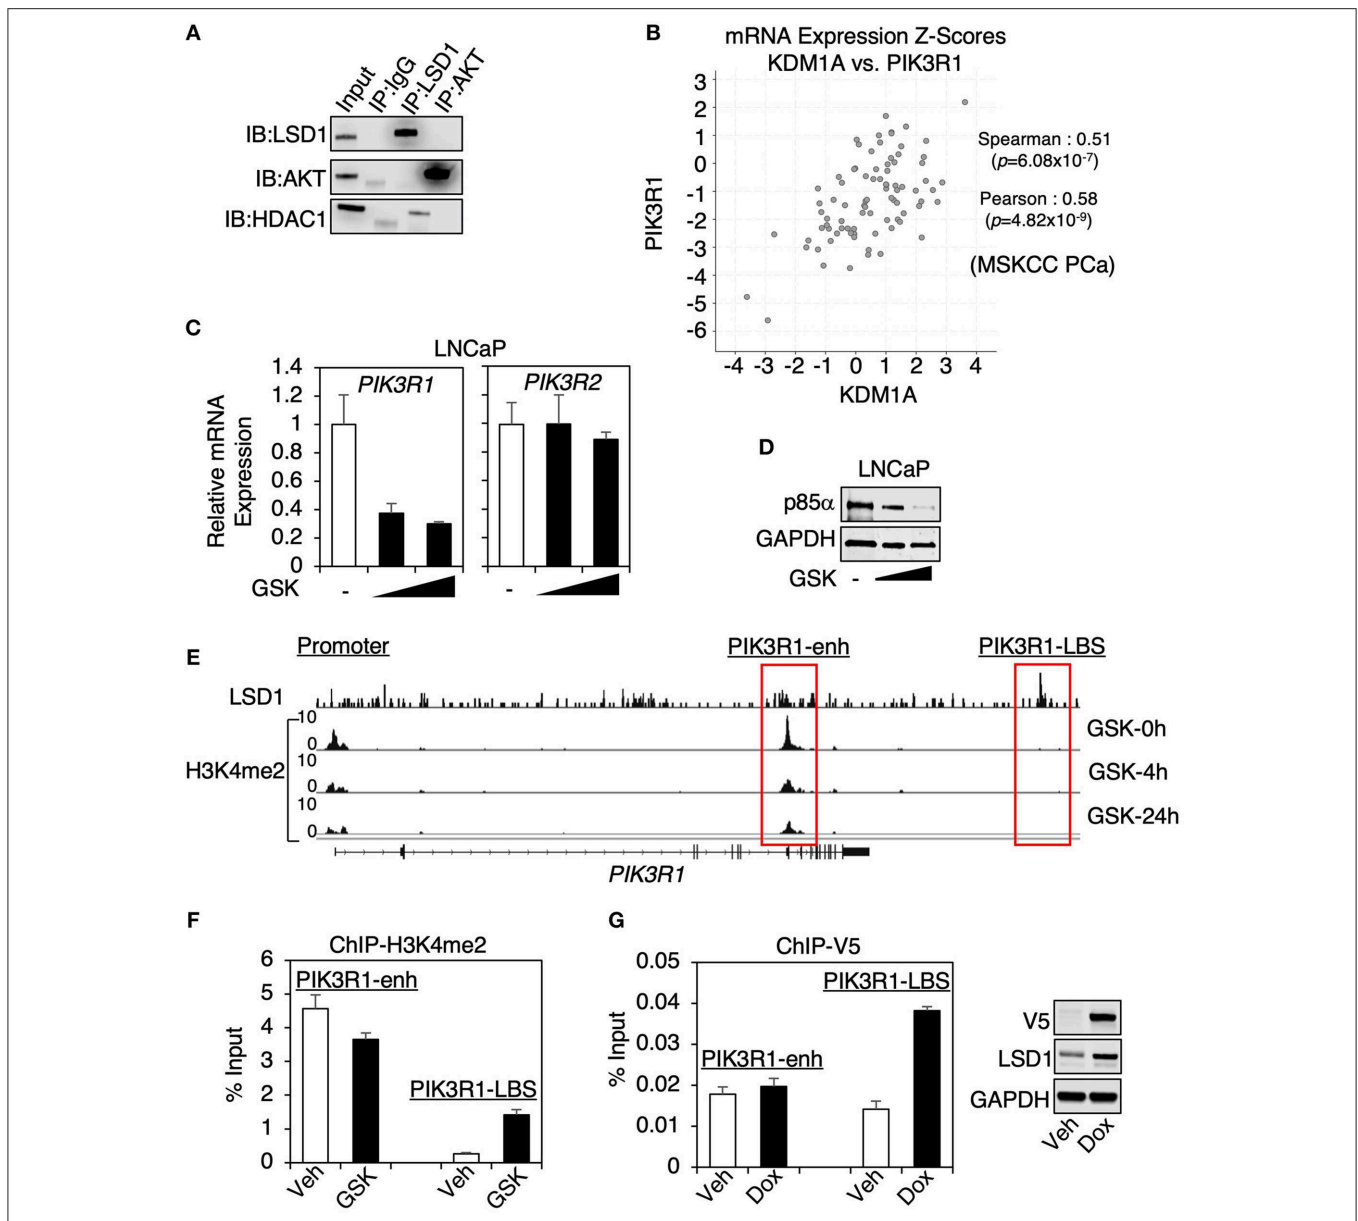 A
Input
IP:IgG
IP:LSD1
IP:AKT
IB:LSD1
IB:AKT
IB:HDAC1
B
mRNA Expression Z-Scores
KDM1A vs. PIK3R1
3
2
1
0
-1
-2
-3
-4
-5
-6
PIK3R1
-4 -3 -2 -1 0 1 2 3 4
KDM1A
Spearman : 0.51
(p=6.08x10-7)
Pearson : 0.58
(p=4.82x10-9)
(MSKCC PCa)
C
LNCaP
PIK3R1
PIK3R2
1.4
1.2
1
0.8
0.6
0.4
0.2
0
Relative mRNA
Expression
GSK - -
D
LNCaP
p85α
GAPDH
GSK -
E
Promoter
PIK3R1-enh
PIK3R1-LBS
LSD1
H3K4me2
10
0
GSK-0h
10
0
GSK-4h
10
0
GSK-24h
PIK3R1
F
ChIP-H3K4me2
PIK3R1-enh
PIK3R1-LBS
6
5
4
3
2
1
0
% Input
Veh GSK Veh GSK
G
ChIP-V5
PIK3R1-LBS
PIK3R1-enh
0.05
0.04
0.03
0.02
0.01
0
% Input
Veh Dox Veh Dox
V5
LSD1
GAPDH
Veh Dox